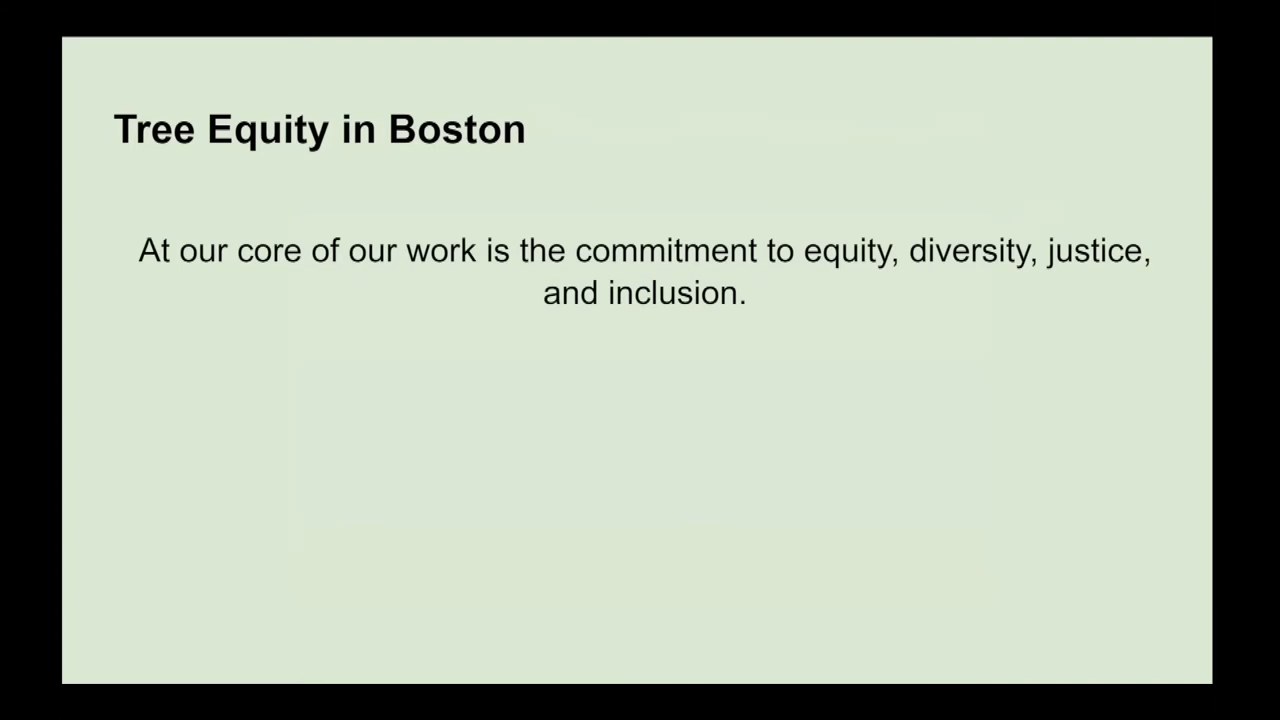 Tree Equity in Boston
At our core of our work is the commitment to equity, diversity, justice,
and inclusion.